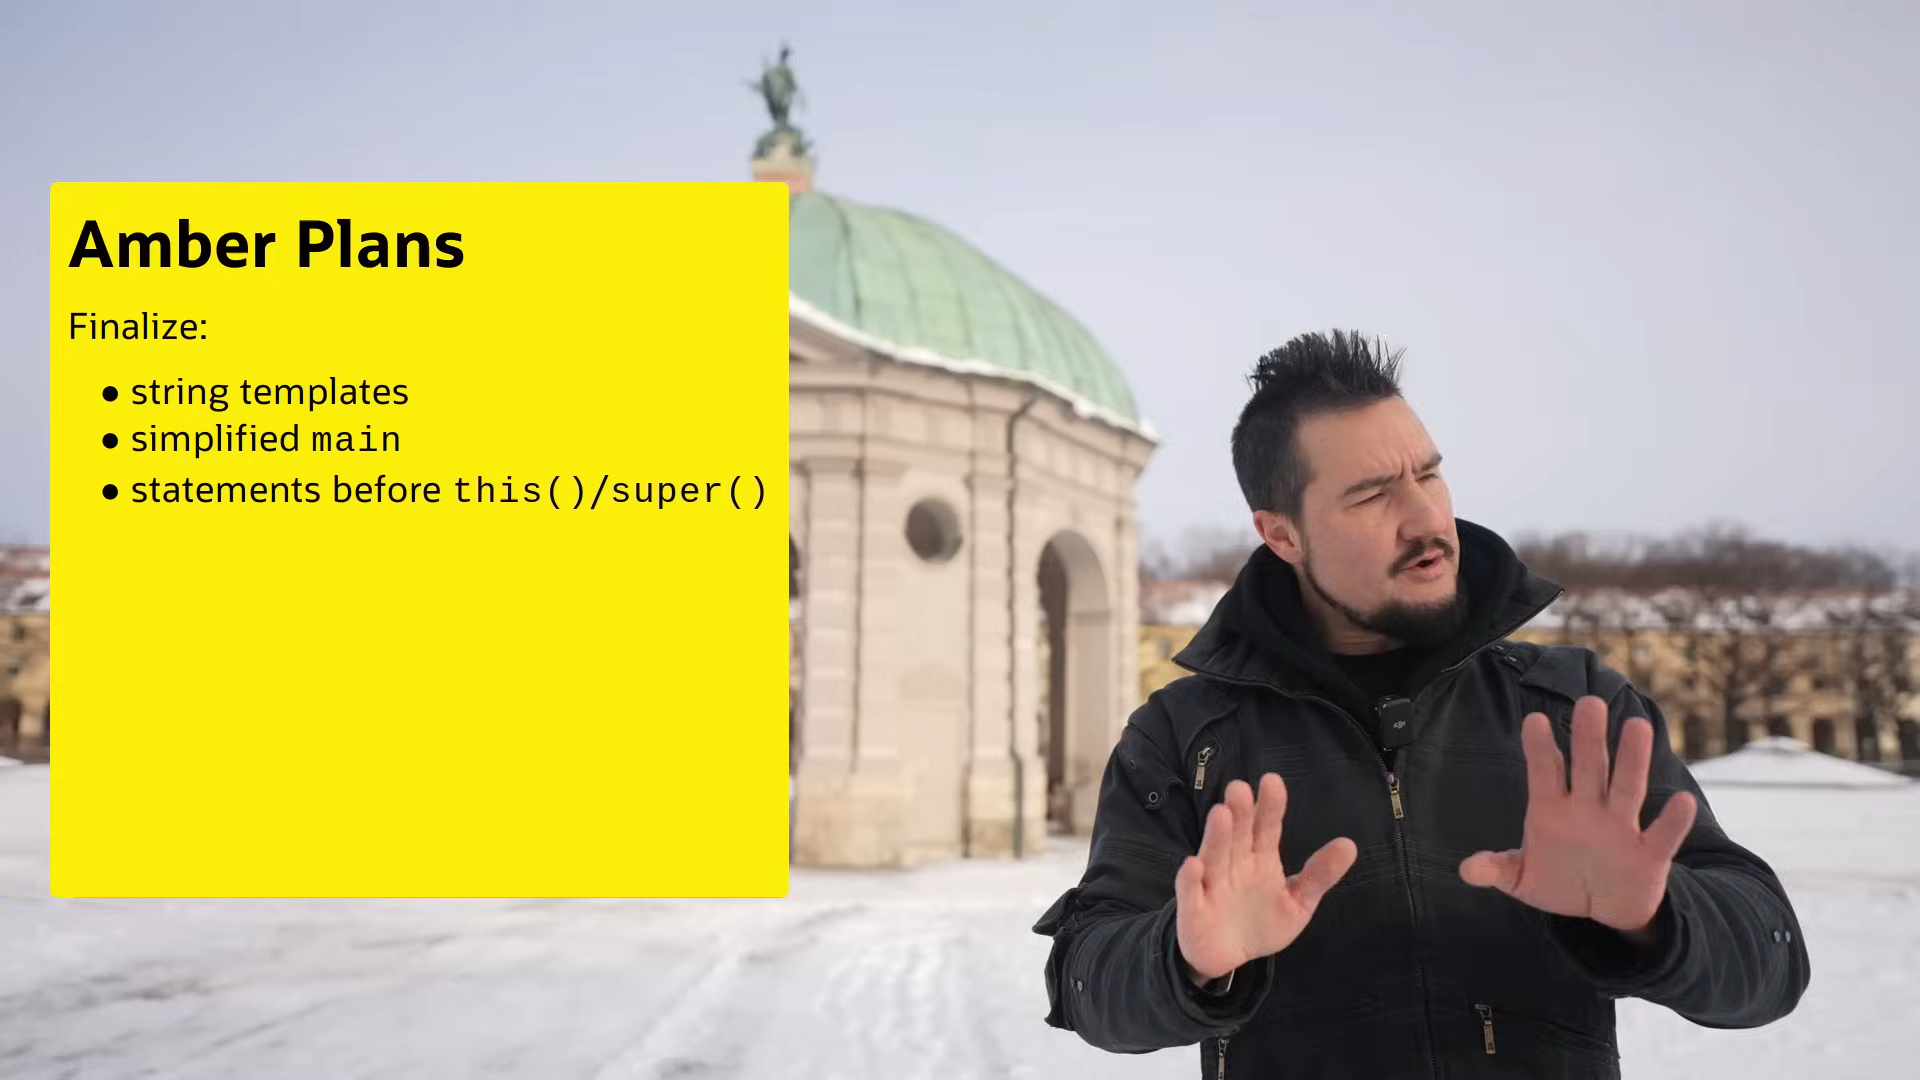 Amber Plans
Finalize:
● string templates
● simplified main
● statements before this()/super()